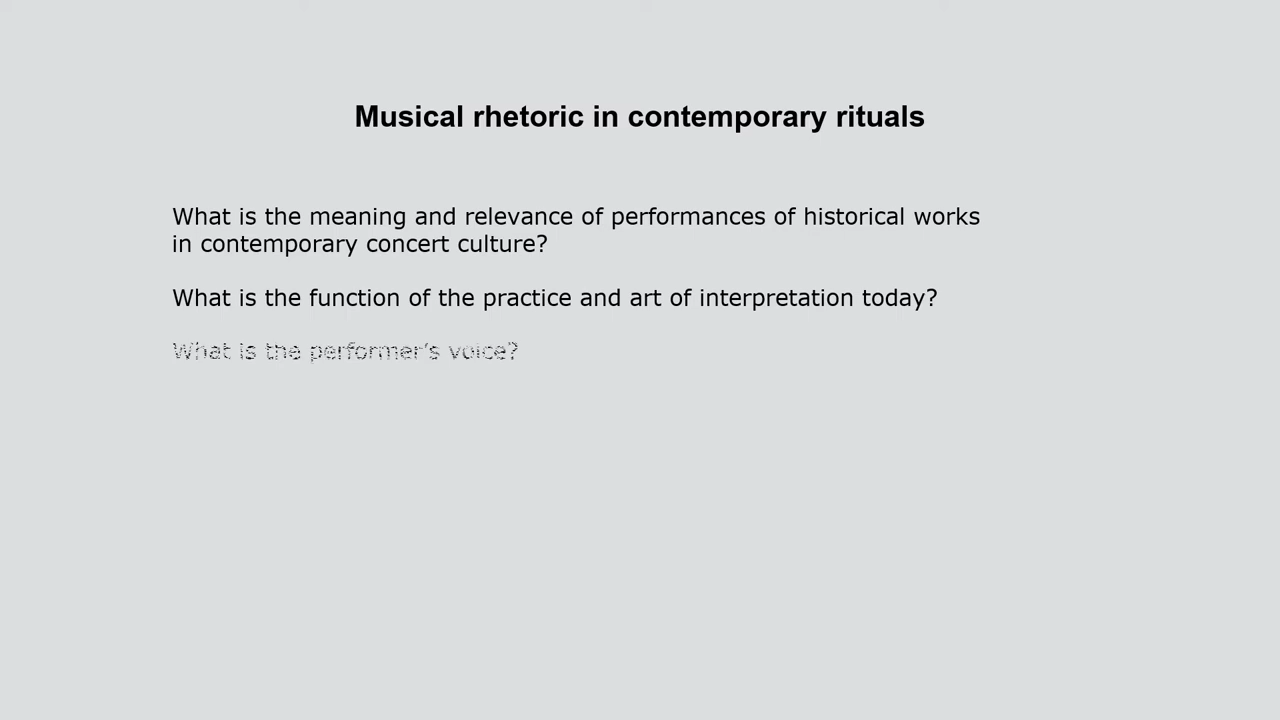 Musical rhetoric in contemporary rituals
What is the meaning and relevance of performances of historical works
in contemporary concert culture?
What is the function of the practice and art of interpretation today?
What is the performer’s voice?